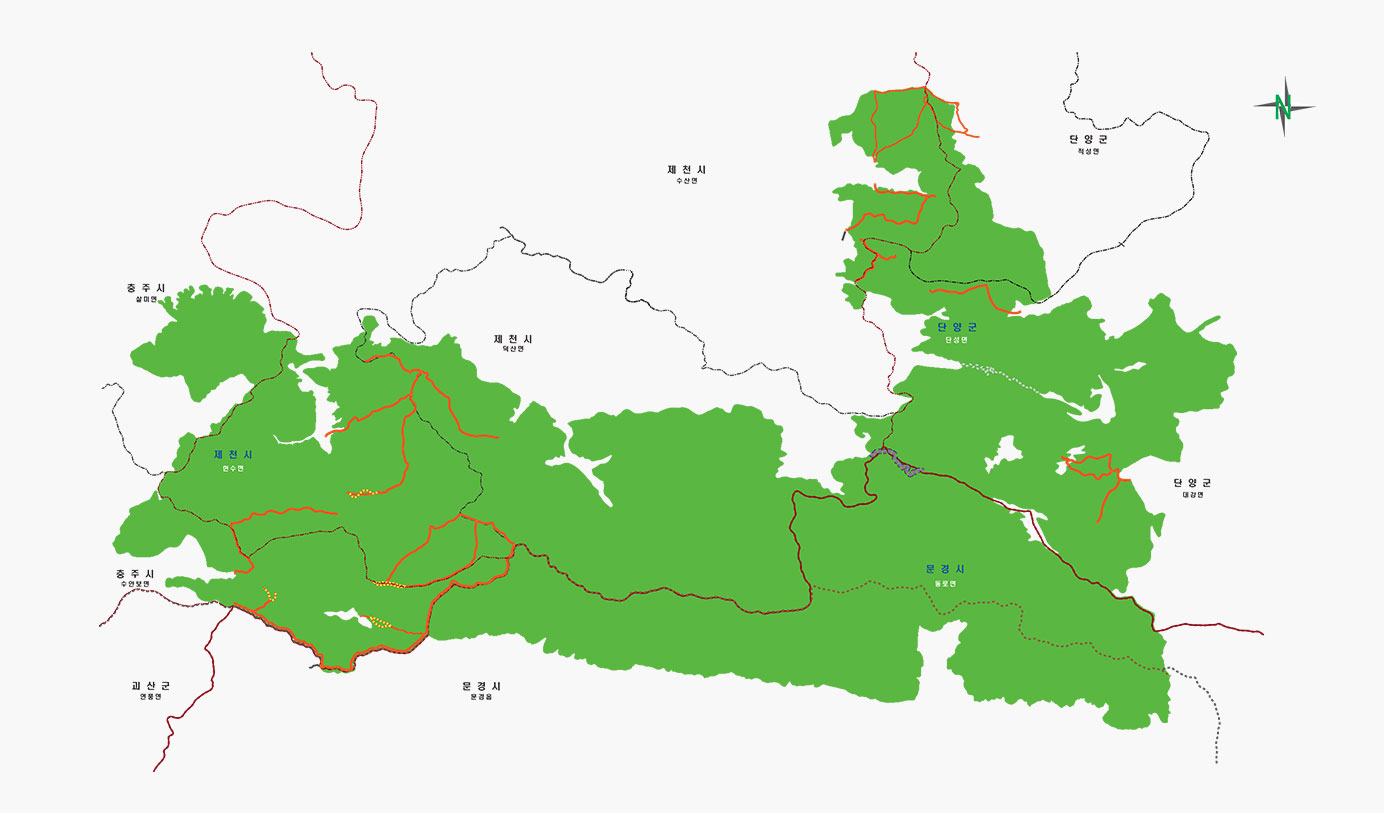 N
단 양 군
적성면
제 천 시
수산면
충 주 시
살미면
단 양 군
단성면
제 천 시
덕산면
제 천 시
한수면
단 양 군
대강면
문 경 시
동로면
충 주 시
수안보면
괴 산 군
연풍면
문 경 시
문경읍